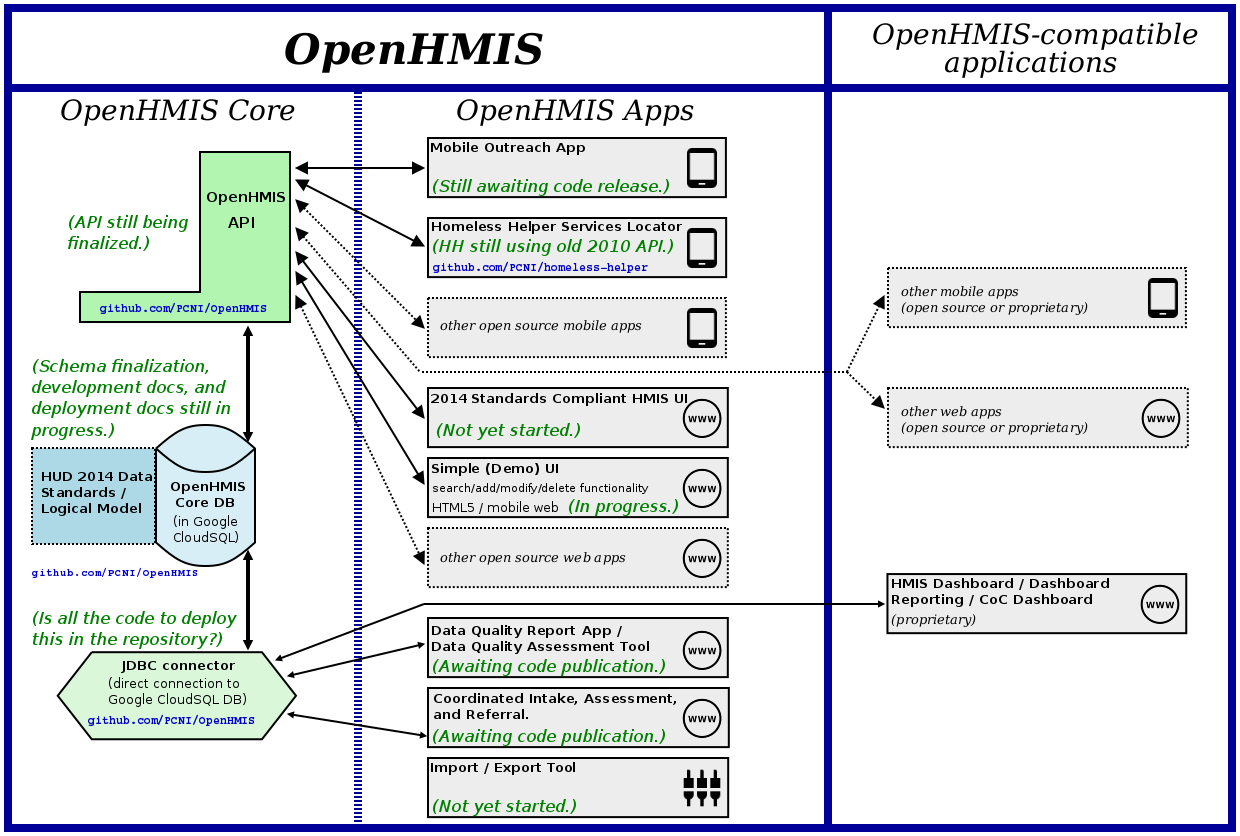 OpenHMIS
OpenHMIS-compatible
applications
OpenHMIS Core
OpenHMIS
API
(API still being
finalized.)
github.com/PCNI/OpenHMIS
(Schema finalization,
development docs, and
deployment docs still in
progress.)
HUD 2014 Data
Standards /
Logical Model
OpenHMIS
Core DB
(in Google
CloudSQL)
github.com/PCNI/OpenHMIS
(Is all the code to deploy
this in the repository?)
JDBC connector
(direct connection to
Google CloudSQL DB)
github.com/PCNI/OpenHMIS
OpenHMIS Apps
Mobile Outreach App
(Still awaiting code release.)
Homeless Helper Services Locator
(HH still using old 2010 API.)
github.com/PCNI/homeless-helper
other open source mobile apps
2014 Standards Compliant HMIS UI
(Not yet started.)
www
Simple (Demo) UI
search/add/modify/delete functionality
HTML5 / mobile web (In progress.)
www
other open source web apps
www
Data Quality Report App /
Data Quality Assessment Tool
(Awaiting code publication.)
www
Coordinated Intake, Assessment,
and Referral.
(Awaiting code publication.)
www
Import / Export Tool
(Not yet started.)
other mobile apps
(open source or proprietary)
other web apps
(open source or proprietary)
www
HMIS Dashboard / Dashboard
Reporting / CoC Dashboard
(proprietary)
www